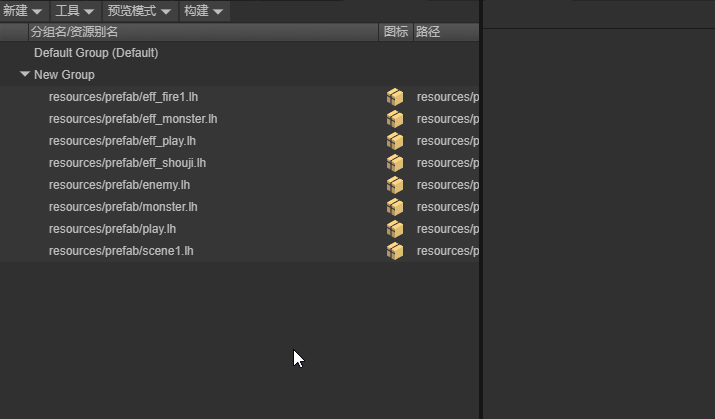 新建 工具 预览模式 构建
分组名/资源别名 图标 路径
Default Group (Default)
New Group
resources/prefab/eff_fire1.lh resources/p
resources/prefab/eff_monster.lh resources/p
resources/prefab/eff_play.lh resources/p
resources/prefab/eff_shouji.lh resources/p
resources/prefab/enemy.lh resources/p
resources/prefab/monster.lh resources/p
resources/prefab/play.lh resources/p
resources/prefab/scene1.lh resources/p